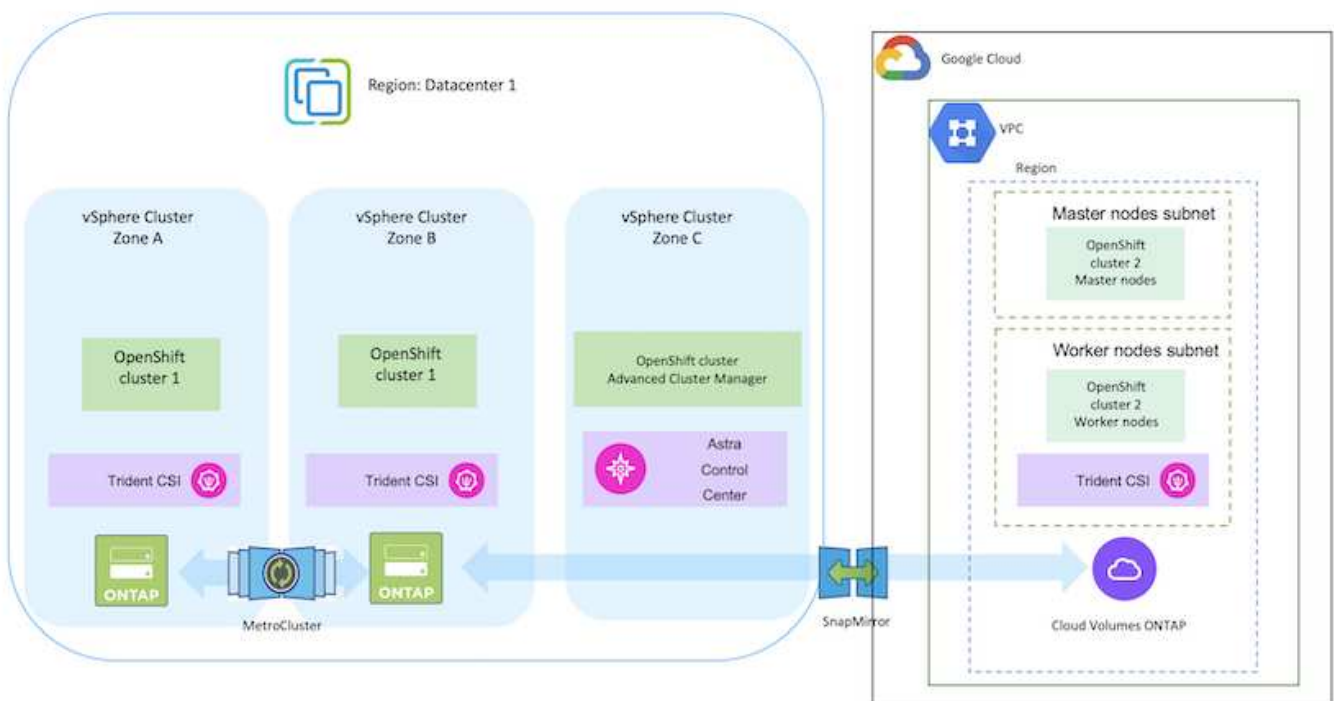 Region: Datacenter 1
vSphere Cluster
Zone A
vSphere Cluster
Zone B
vSphere Cluster
Zone C
OpenShift
cluster 1
OpenShift
cluster 1
OpenShift cluster
Advanced Cluster Manager
Trident CSI
Trident CSI
Astra
Control
Center
ONTAP
ONTAP
MetroCluster
SnapMirror
Google Cloud
VPC
Region
Master nodes subnet
OpenShift
cluster 2
Master nodes
Worker nodes subnet
OpenShift
cluster 2
Worker nodes
Trident CSI
Cloud Volumes ONTAP